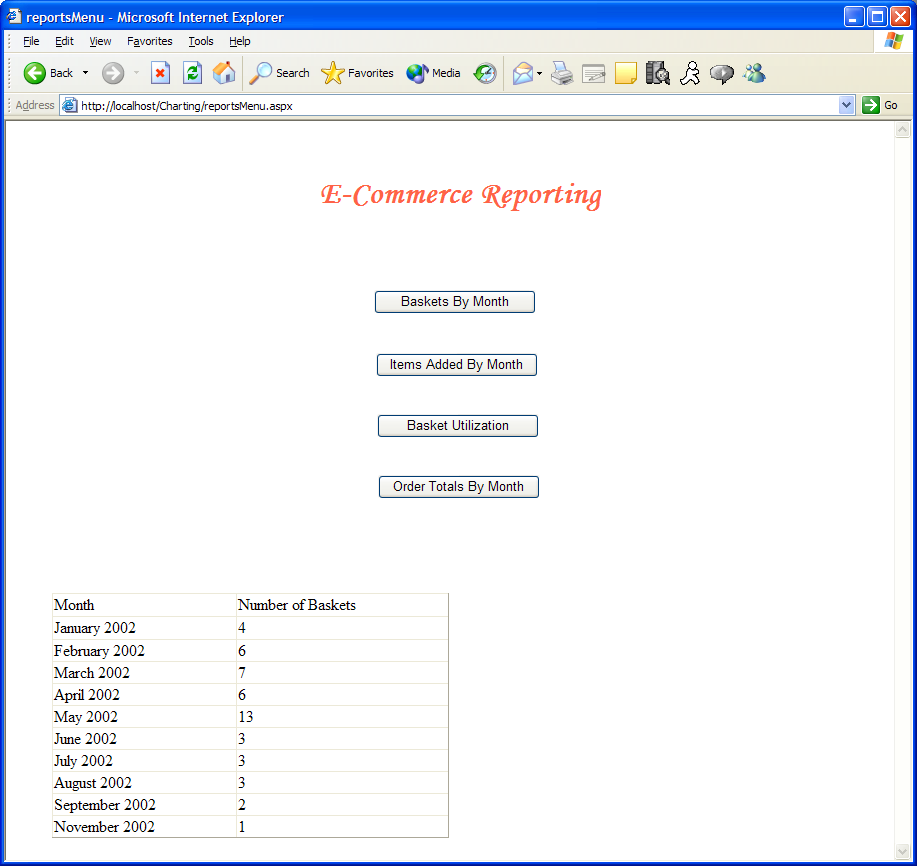 reportsMenu - Microsoft Internet Explorer
File Edit View Favorites Tools Help
Back Search Favorites Media
Address http://localhost/Charting/reportsMenu.aspx Go
E-Commerce Reporting
Baskets By Month
Items Added By Month
Basket Utilization
Order Totals By Month
Month Number of Baskets
January 2002 4
February 2002 6
March 2002 7
April 2002 6
May 2002 13
June 2002 3
July 2002 3
August 2002 3
September 2002 2
November 2002 1